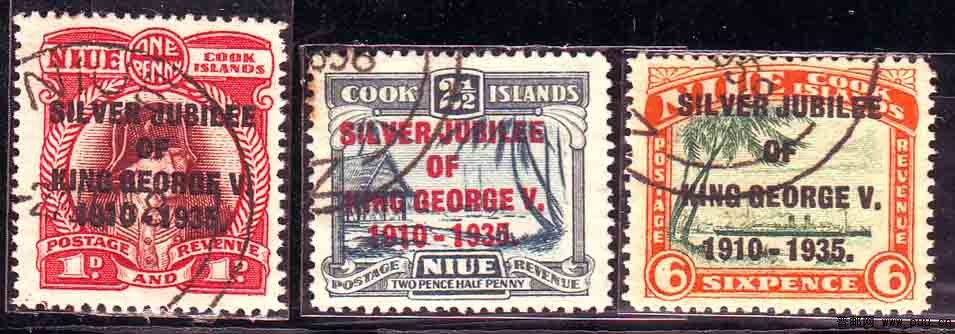 NIUE
ONE
PENNY
COOK
ISLANDS
SILVER JUBILEE
OF
KING GEORGE V.
1910-1935.
POSTAGE
AND
REVENUE
1D
1D
COOK 2½ ISLANDS
SILVER JUBILEE
OF
KING GEORGE V.
1910-1935.
POSTAGE NIUE REVENUE
TWO PENCE HALF PENNY
NIUE COOK
ISLANDS
SILVER JUBILEE
OF
KING GEORGE V.
1910-1935.
POSTAGE
REVENUE
6 SIXPENCE 6